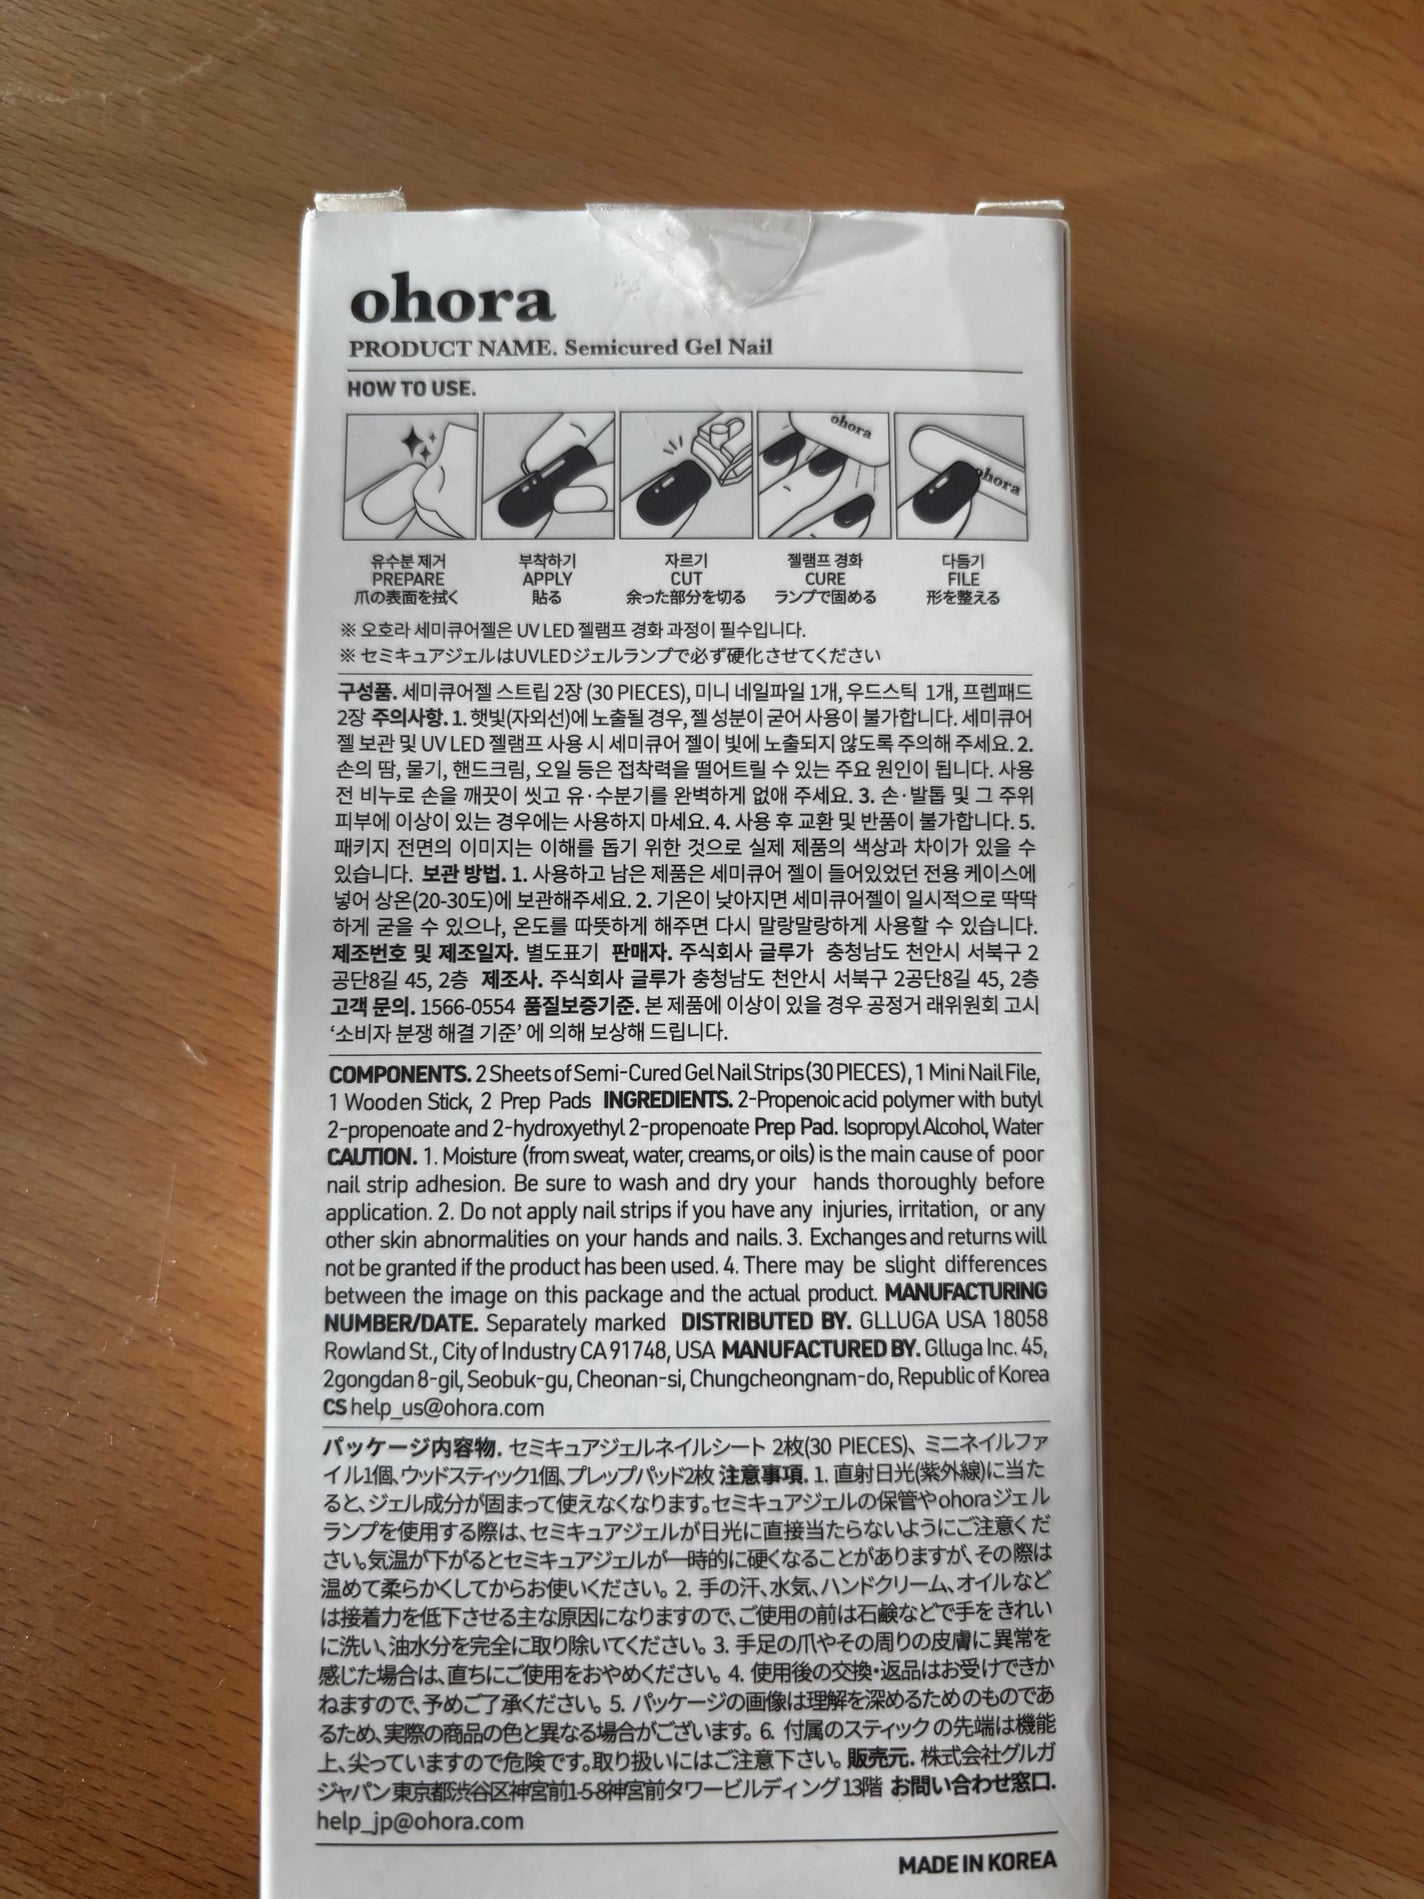 ohora
PRODUCT NAME. Semicured Gel Nail
HOW TO USE.
ohora
ohora
유수분 제거
PREPARE
爪の表面を拭く
부착하기
APPLY
貼る
자르기
CUT
余った部分を切る
젤램프 경화
CURE
ランプで固める
다듬기
FILE
形を整える
※ 오호라 세미큐어젤은 UV LED 젤램프 경화 과정이 필수입니다.
※ セミキュアジェルはUVLEDジェルランプで必ず硬化させてください
구성품. 세미큐어젤 스트립 2장 (30 PIECES), 미니 네일파일 1개, 우드스틱 1개, 프렙패드
2장 주의사항. 1. 햇빛(자외선)에 노출될 경우, 젤 성분이 굳어 사용이 불가합니다. 세미큐어
젤 보관 및 UV LED 젤램프 사용 시 세미큐어 젤이 빛에 노출되지 않도록 주의해 주세요. 2.
손의 땀, 물기, 핸드크림, 오일 등은 접착력을 떨어트릴 수 있는 주요 원인이 됩니다. 사용
전 비누로 손을 깨끗이 씻고 유·수분기를 완벽하게 없애 주세요. 3. 손·발톱 및 그 주위
피부에 이상이 있는 경우에는 사용하지 마세요. 4. 사용 후 교환 및 반품이 불가합니다. 5.
패키지 전면의 이미지는 이해를 돕기 위한 것으로 실제 제품의 색상과 차이가 있을 수
있습니다. 보관 방법. 1. 사용하고 남은 제품은 세미큐어 젤이 들어있었던 전용 케이스에
넣어 상온(20-30도)에 보관해주세요. 2. 기온이 낮아지면 세미큐어젤이 일시적으로 딱딱
하게 굳을 수 있으나, 온도를 따뜻하게 해주면 다시 말랑말랑하게 사용할 수 있습니다.
제조번호 및 제조일자. 별도표기 판매자. 주식회사 글루가 충청남도 천안시 서북구 2
공단8길 45, 2층 제조사. 주식회사 글루가 충청남도 천안시 서북구 2공단8길 45, 2층
고객 문의. 1566-0554 품질보증기준. 본 제품에 이상이 있을 경우 공정거 래위원회 고시
‘소비자 분쟁 해결 기준’ 에 의해 보상해 드립니다.
COMPONENTS. 2 Sheets of Semi-Cured Gel Nail Strips (30 PIECES), 1 Mini Nail File,
1 Wooden Stick, 2 Prep Pads INGREDIENTS. 2-Propenoic acid polymer with butyl
2-propenoate and 2-hydroxyethyl 2-propenoate Prep Pad. Isopropyl Alcohol, Water
CAUTION. 1. Moisture (from sweat, water, creams, or oils) is the main cause of poor
nail strip adhesion. Be sure to wash and dry your hands thoroughly before
application. 2. Do not apply nail strips if you have any injuries, irritation, or any
other skin abnormalities on your hands and nails. 3. Exchanges and returns will
not be granted if the product has been used. 4. There may be slight differences
between the image on this package and the actual product. MANUFACTURING
NUMBER/DATE. Separately marked DISTRIBUTED BY. GLLUGA USA 18058
Rowland St., City of Industry CA 91748, USA MANUFACTURED BY. Glluga Inc. 45,
2gongdan 8-gil, Seobuk-gu, Cheonan-si, Chungcheongnam-do, Republic of Korea
CS help_us@ohora.com
パッケージ内容物. セミキュアジェルネイルシート 2枚(30 PIECES)、ミニネイルファ
イル1個、ウッドスティック1個、プレップパッド2枚 注意事項. 1. 直射日光(紫外線)に当た
ると、ジェル成分が固まって使えなくなります。セミキュアジェルの保管やohoraジェル
ランプを使用する際は、セミキュアジェルが日光に直接当たらないようにご注意くだ
さい。気温が下がるとセミキュアジェルが一時的に硬くなることがありますが、その際は
温めて柔らかくしてからお使いください。2. 手の汗、水気、ハンドクリーム、オイルなど
は接着力を低下させる主な原因になりますので、ご使用の前は石鹸などで手をきれい
に洗い、油水分を完全に取り除いてください。3. 手足の爪やその周りの皮膚に異常を
感じた場合は、直ちにご使用をおやめください。4. 使用後の交換・返品はお受けできか
ねますので、予めご了承ください。5. パッケージの画像は理解を深めるためのものであ
るため、実際の商品の色と異なる場合がございます。6. 付属のスティックの先端は機能
上、尖っていますので危険です。取り扱いにはご注意下さい。販売元. 株式会社グルガ
ジャパン 東京都渋谷区神宮前1-5-8神宮前タワービルディング 13階 お問い合わせ窓口.
help_jp@ohora.com
MADE IN KOREA